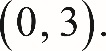 (0, 3).